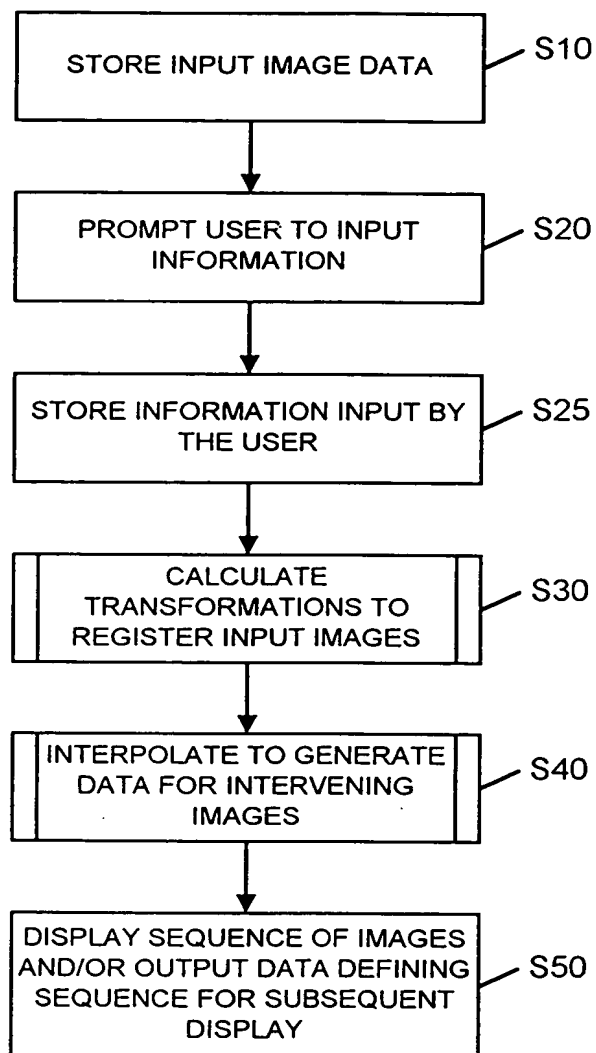 STORE INPUT IMAGE DATA
S10
PROMPT USER TO INPUT
INFORMATION
S20
STORE INFORMATION INPUT BY
THE USER
S25
CALCULATE
TRANSFORMATIONS TO
REGISTER INPUT IMAGES
S30
INTERPOLATE TO GENERATE
DATA FOR INTERVENING
IMAGES
S40
DISPLAY SEQUENCE OF IMAGES
AND/OR OUTPUT DATA DEFINING
SEQUENCE FOR SUBSEQUENT
DISPLAY
S50